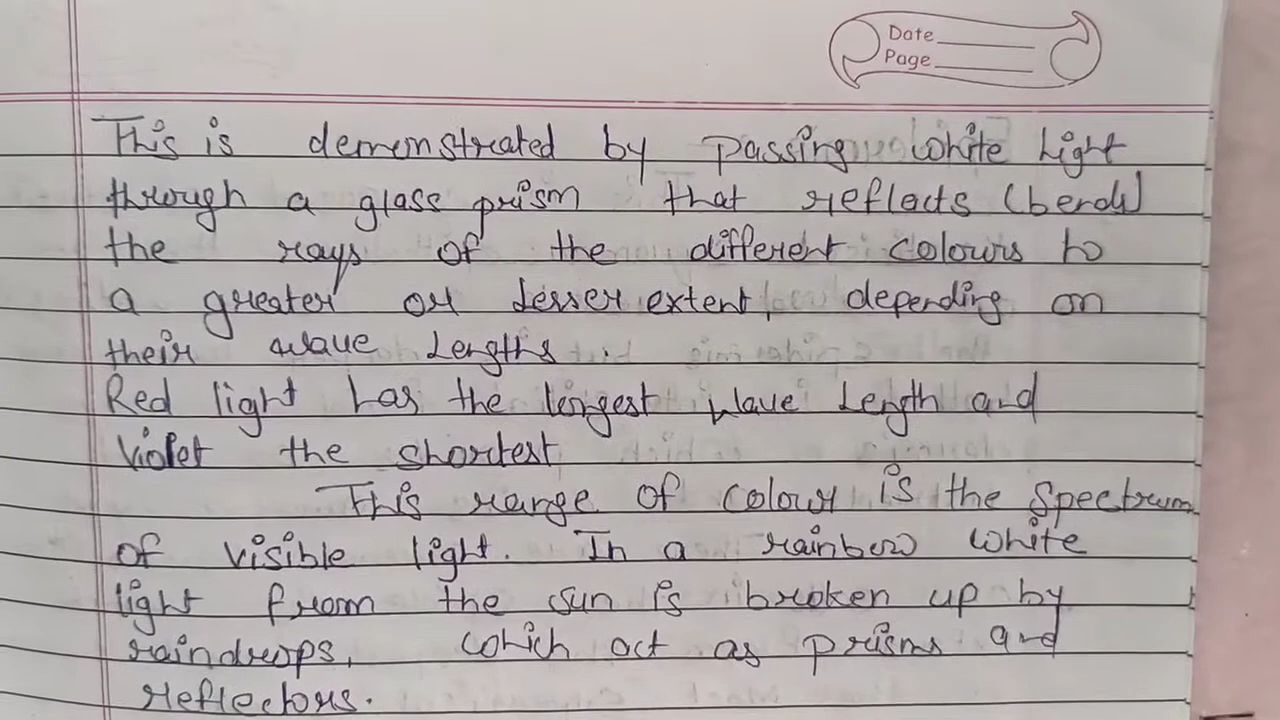 Date
Page
This is demonstrated by passing white light
through a glass prism that reflects (bends)
the rays of the different colours to
a greater or lesser extent, depending on
their wave lengths.
Red light has the longest wave length and
violet the shortest
This range of colour is the spectrum
of visible light. In a rainbow white
light from the sun is broken up by
raindrops, which act as prisms and
reflectors.